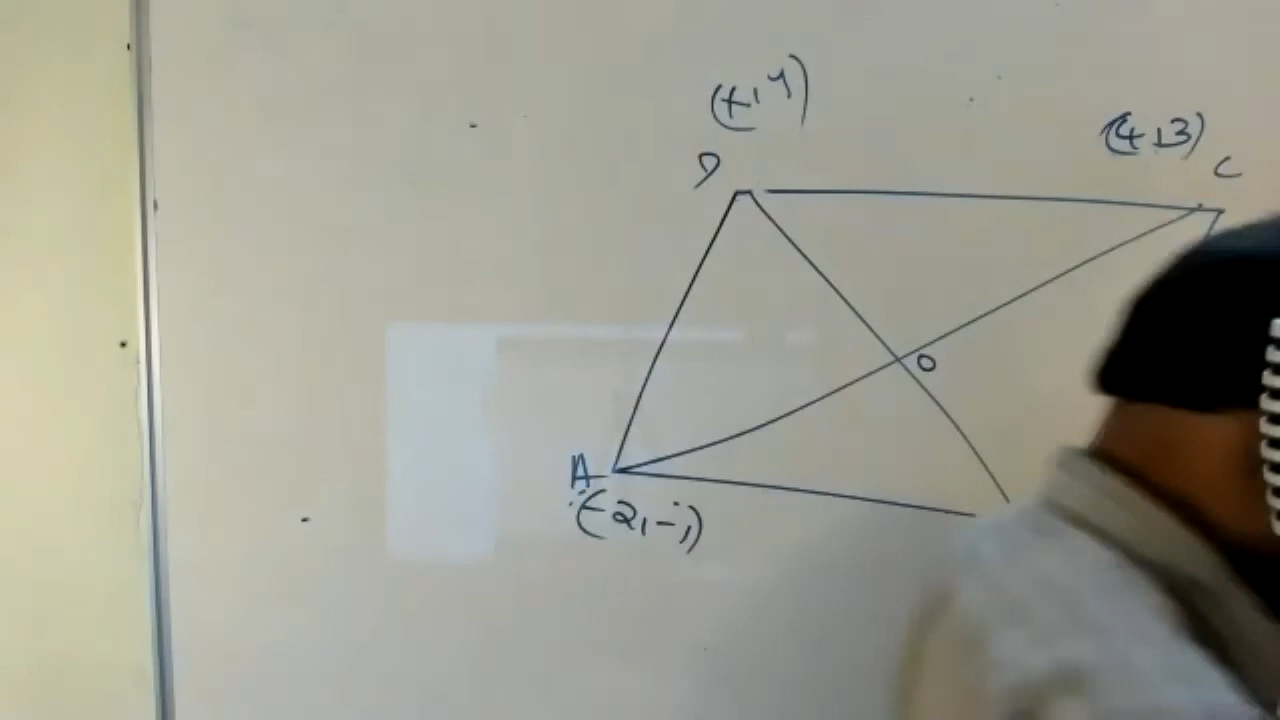 (x, y)
(4, 3)
D
C
O
A
(-2, -1)